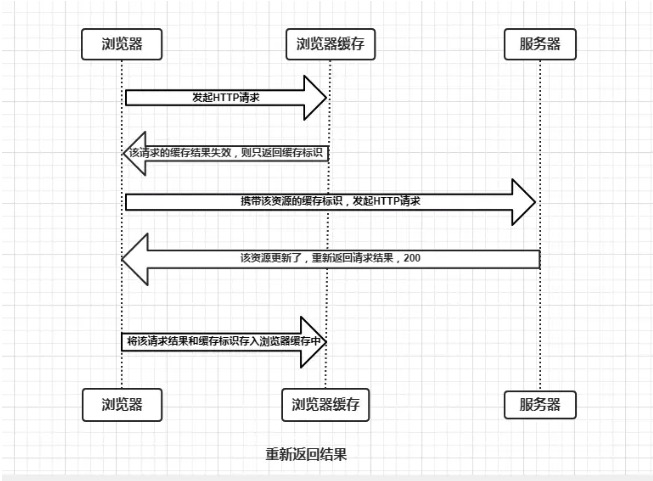 浏览器
浏览器缓存
服务器
发起HTTP请求
该请求的缓存结果失效，则只返回缓存标识
携带该资源的缓存标识，发起HTTP请求
该资源更新了，重新返回请求结果，200
将该请求结果和缓存标识存入浏览器缓存中
浏览器
浏览器缓存
服务器
重新返回结果